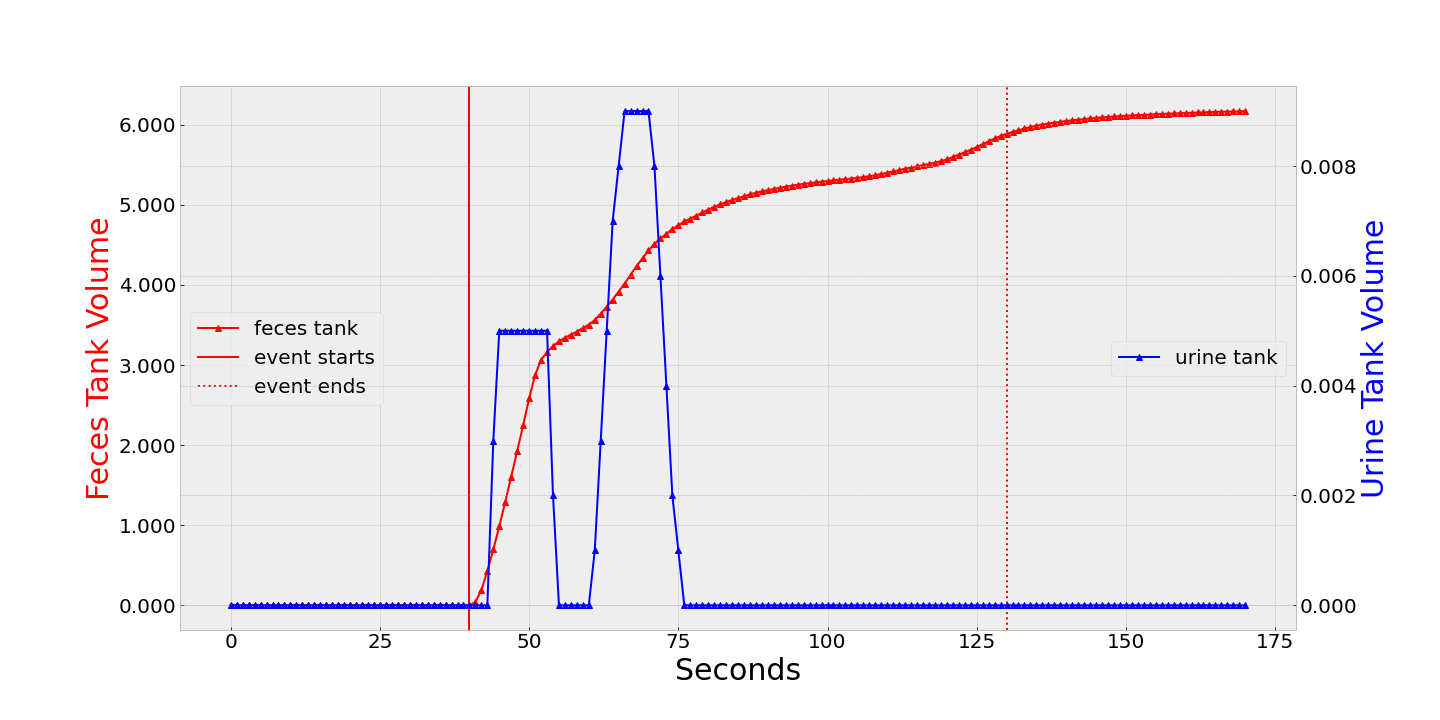 Feces Tank Volume
6.000
5.000
4.000
3.000
2.000
1.000
0.000
feces tank
event starts
event ends
urine tank
0.008
0.006
0.004
0.002
0.000
Urine Tank Volume
0 25 50 75 100 125 150 175
Seconds